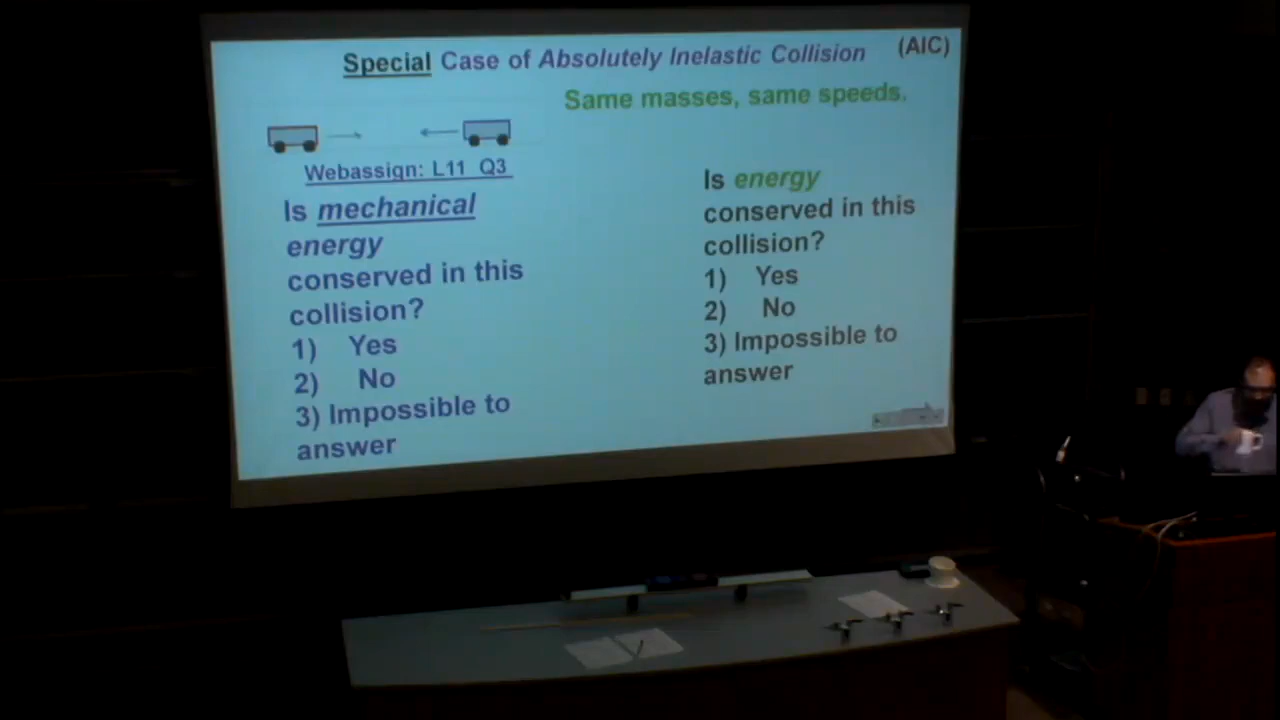 Special Case of Absolutely Inelastic Collision (AIC)
Same masses, same speeds.
Webassign: L11 Q3
Is mechanical
energy
conserved in this
collision?
1) Yes
2) No
3) Impossible to
answer
Is energy
conserved in this
collision?
1) Yes
2) No
3) Impossible to
answer